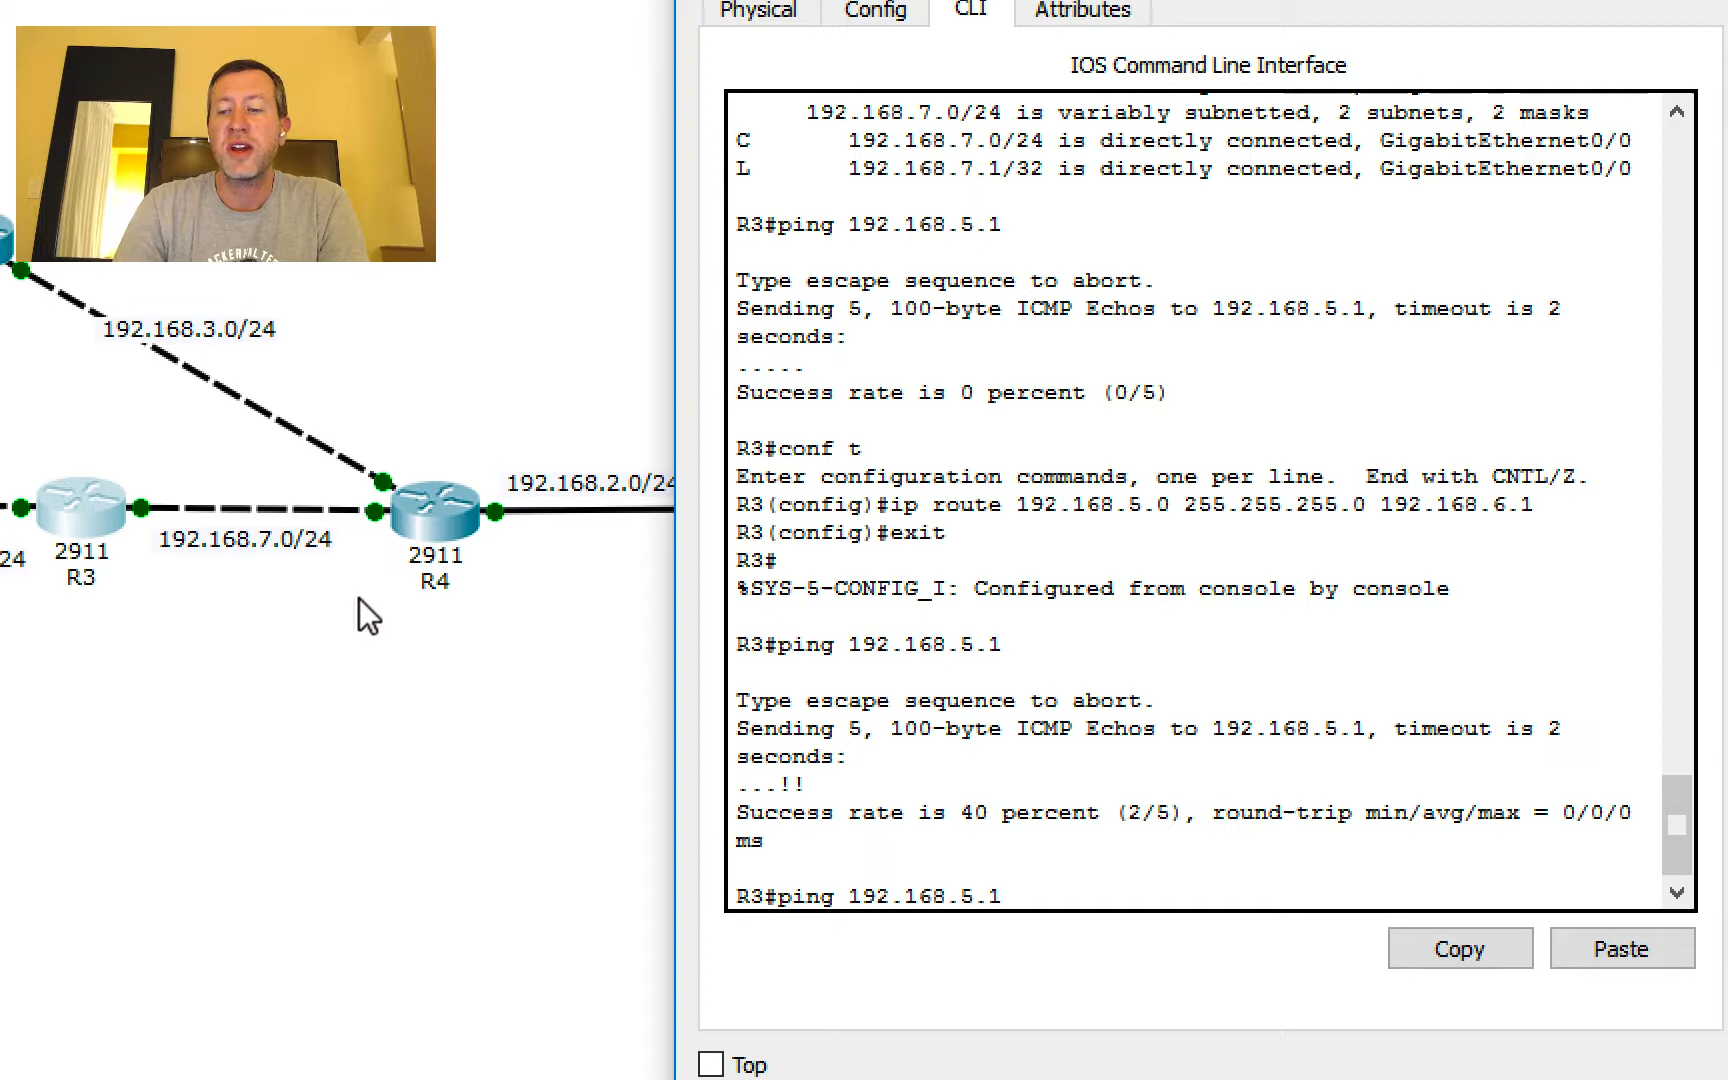 Physical
Config
CLI
Attributes
IOS Command Line Interface
192.168.7.0/24 is variably subnetted, 2 subnets, 2 masks
C 192.168.7.0/24 is directly connected, GigabitEthernet0/0
L 192.168.7.1/32 is directly connected, GigabitEthernet0/0
R3#ping 192.168.5.1
Type escape sequence to abort.
Sending 5, 100-byte ICMP Echos to 192.168.5.1, timeout is 2
seconds:
.....
Success rate is 0 percent (0/5)
R3#conf t
Enter configuration commands, one per line.  End with CNTL/Z.
R3(config)#ip route 192.168.5.0 255.255.255.0 192.168.6.1
R3(config)#exit
R3#
%SYS-5-CONFIG_I: Configured from console by console
R3#ping 192.168.5.1
Type escape sequence to abort.
Sending 5, 100-byte ICMP Echos to 192.168.5.1, timeout is 2
seconds:
...!!
Success rate is 40 percent (2/5), round-trip min/avg/max = 0/0/0
ms
R3#ping 192.168.5.1
Copy
Paste
Top
192.168.3.0/24
192.168.2.0/24
192.168.7.0/24
24
2911
R3
2911
R4